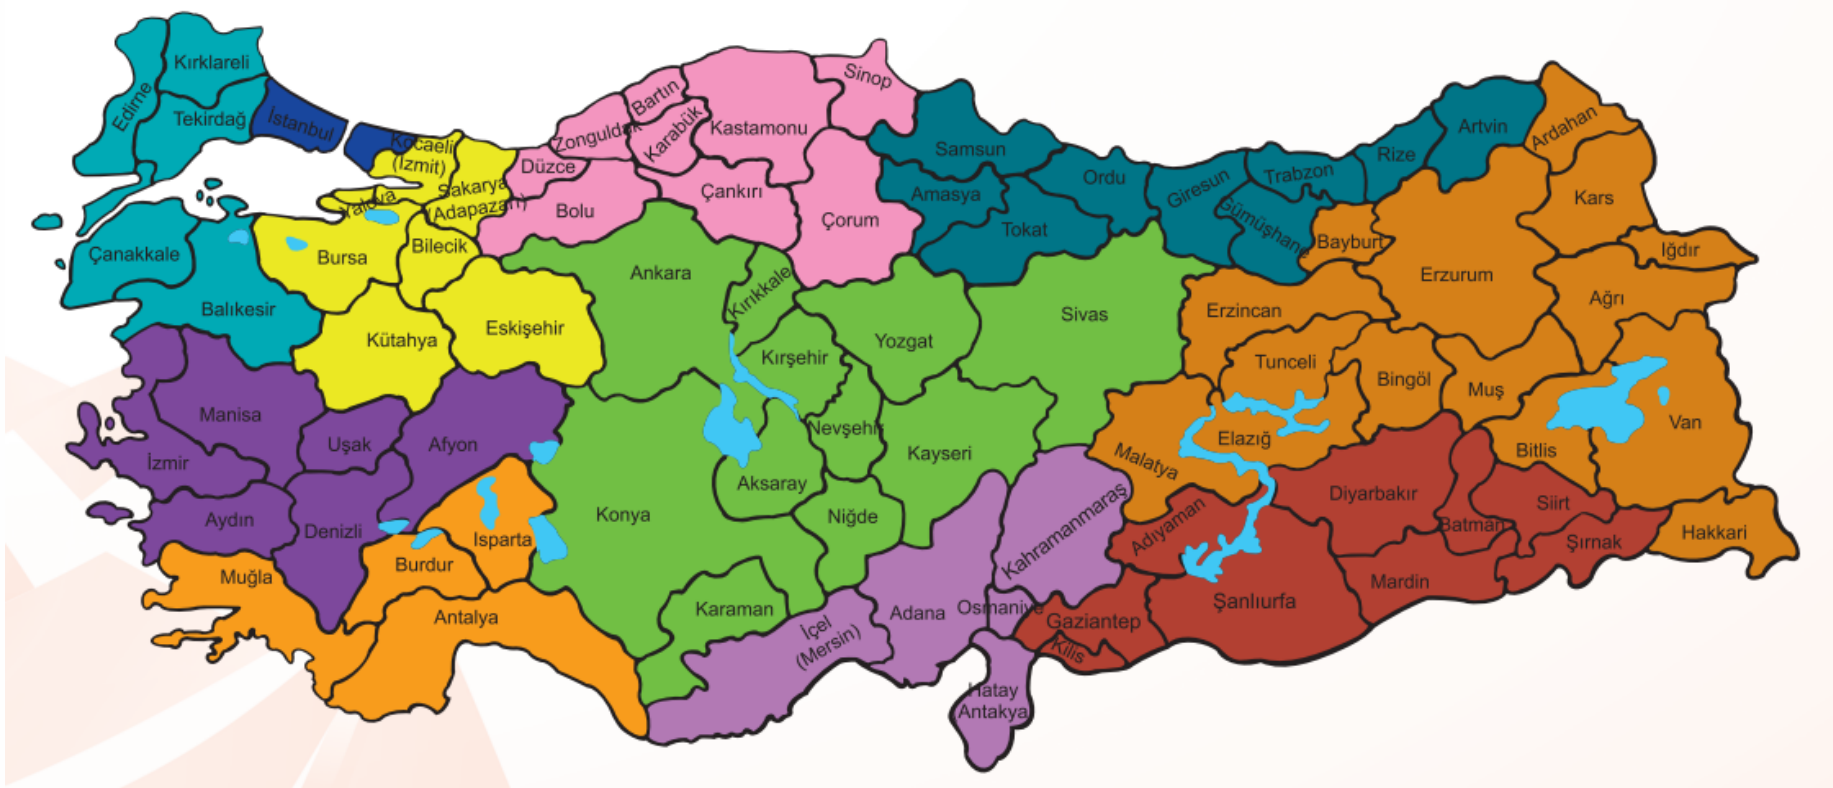 Kırklareli
Edirne
Tekirdağ
İstanbul
Kocaeli
(İzmit)
Yalova
Sakarya
(Adapazarı)
Düzce
Zonguldak
Bartın
Karabük
Kastamonu
Sinop
Bolu
Çankırı
Çorum
Samsun
Amasya
Tokat
Ordu
Giresun
Gümüşhane
Trabzon
Rize
Artvin
Ardahan
Kars
Iğdır
Bayburt
Erzurum
Ağrı
Çanakkale
Balıkesir
Bursa
Bilecik
Kütahya
Eskişehir
Ankara
Kırıkkale
Kırşehir
Yozgat
Sivas
Erzincan
Tunceli
Bingöl
Muş
Bitlis
Van
Manisa
Uşak
Afyon
İzmir
Aydın
Denizli
Isparta
Burdur
Muğla
Antalya
Konya
Aksaray
Nevşehir
Kayseri
Niğde
Karaman
İçel
(Mersin)
Adana
Osmaniye
Kahramanmaraş
Hatay
Antakya
Malatya
Elazığ
Adıyaman
Gaziantep
Kilis
Şanlıurfa
Diyarbakır
Mardin
Batman
Siirt
Şırnak
Hakkari